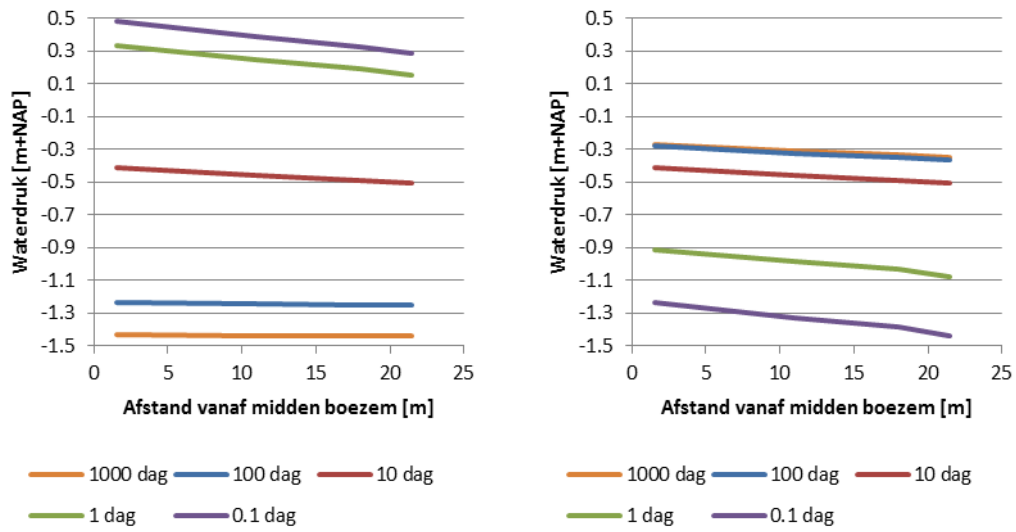 0.5
0.3
0.1
-0.1
-0.3
-0.5
-0.7
-0.9
-1.1
-1.3
-1.5
Waterdruk [m+NAP]
0 5 10 15 20 25
Afstand vanaf midden boezem [m]
1000 dag 100 dag 10 dag
1 dag 0.1 dag
0.5
0.3
0.1
-0.1
-0.3
-0.5
-0.7
-0.9
-1.1
-1.3
-1.5
Waterdruk [m+NAP]
0 5 10 15 20 25
Afstand vanaf midden boezem [m]
1000 dag 100 dag 10 dag
1 dag 0.1 dag